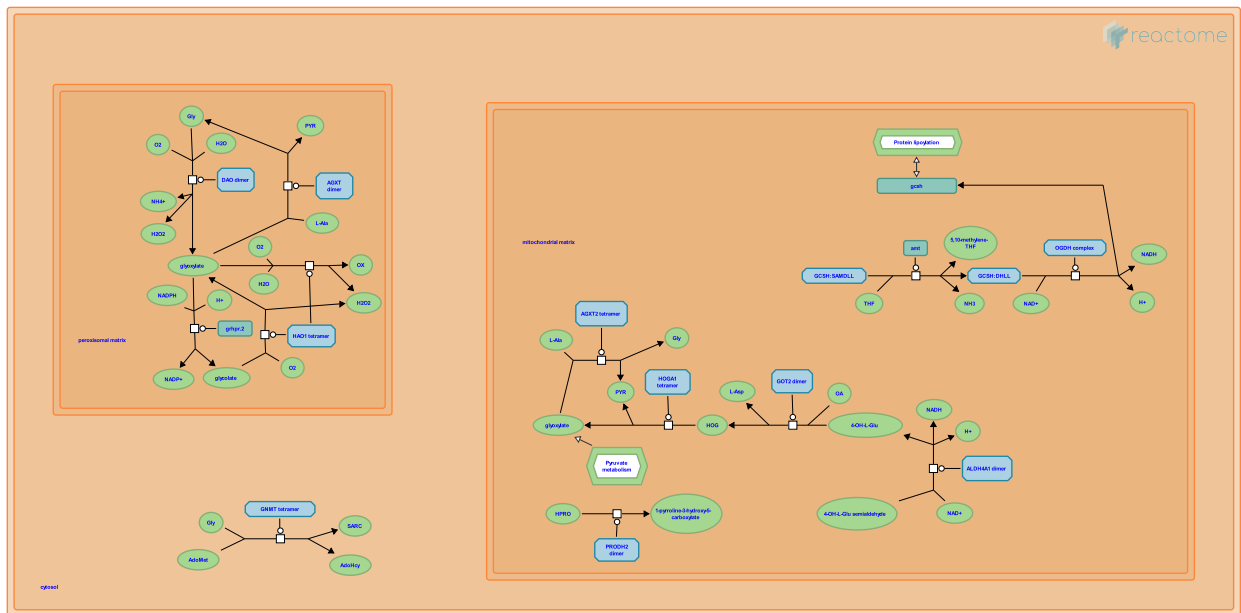 reactome
Gly
PYR
O2
H2O
DAO dimer
AGXT
dimer
NH4+
L-Ala
H2O2
O2
glyoxylate
OX
H2O
NADPH
H+
H2O2
grhpr.2
HAO1 tetramer
peroxisomal matrix
O2
NADP+
glycolate
Protein lipoylation
gcsh
mitochondrial matrix
5,10-methylene-
THF
amt
OGDH complex
NADH
GCSH:SAMDLL
GCSH:DHLL
THF
NH3
NAD+
H+
AGXT2 tetramer
L-Ala
Gly
HOGA1
tetramer
GOT2 dimer
PYR
L-Asp
OA
NADH
glyoxylate
HOG
4-OH-L-Glu
H+
Pyruvate
metabolism
ALDH4A1 dimer
HPRO
1-pyrroline-3-hydroxy-5-
carboxylate
4-OH-L-Glu semialdehyde
NAD+
PRODH2
dimer
GNMT tetramer
Gly
SARC
AdoMet
AdoHcy
cytosol